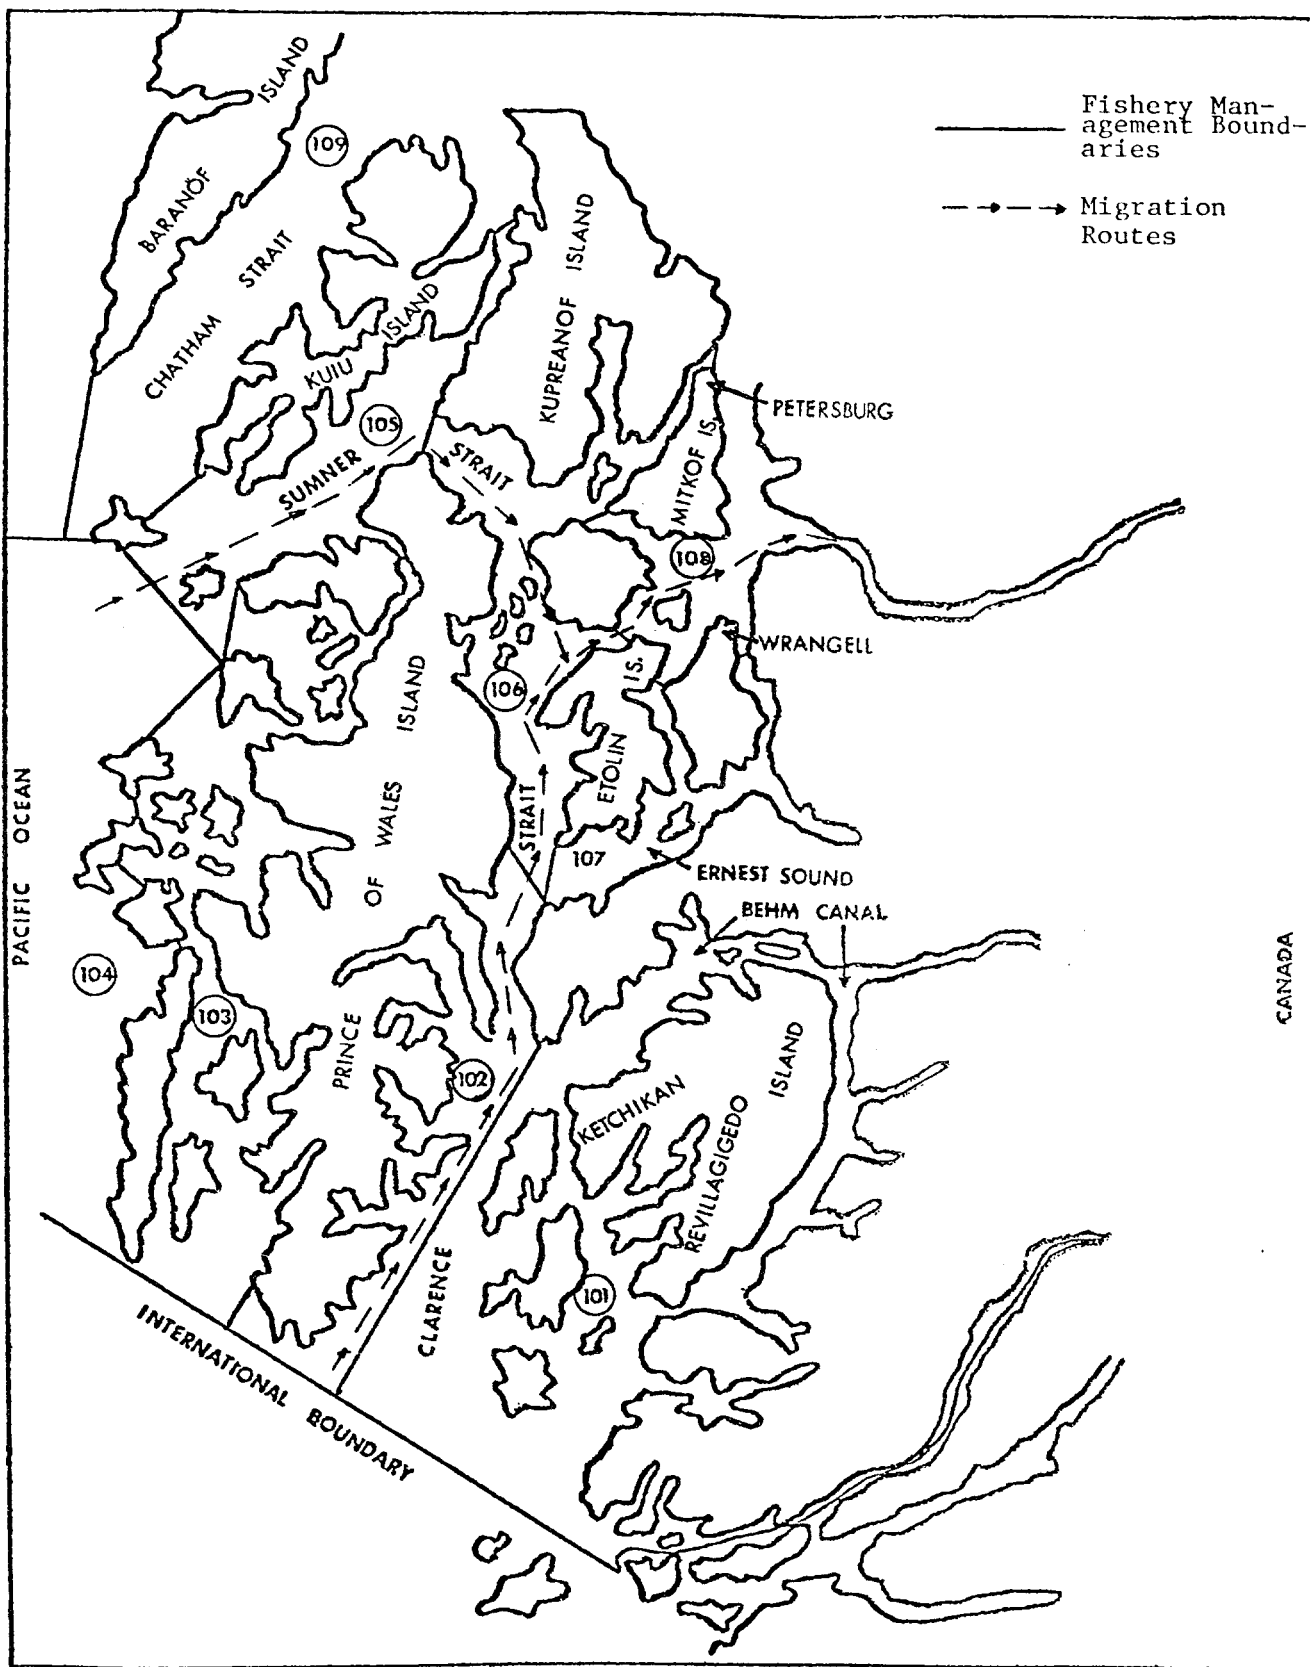 Fishery Man-
agement Bound-
aries
Migration
Routes
BARANOF
ISLAND
109
CHATHAM
STRAIT
KUIU
ISLAND
KUPREANOF ISLAND
105
SUMNER
STRAIT
PETERSBURG
MITKOF IS.
108
WRANGELL
106
ETOLIN
IS.
STRAIT
107
ERNEST SOUND
BEHM CANAL
PACIFIC OCEAN
CANADA
104
103
PRINCE
OF WALES
ISLAND
102
KETCHIKAN
REVILLAGIGEDO
ISLAND
101
CLARENCE
INTERNATIONAL BOUNDARY